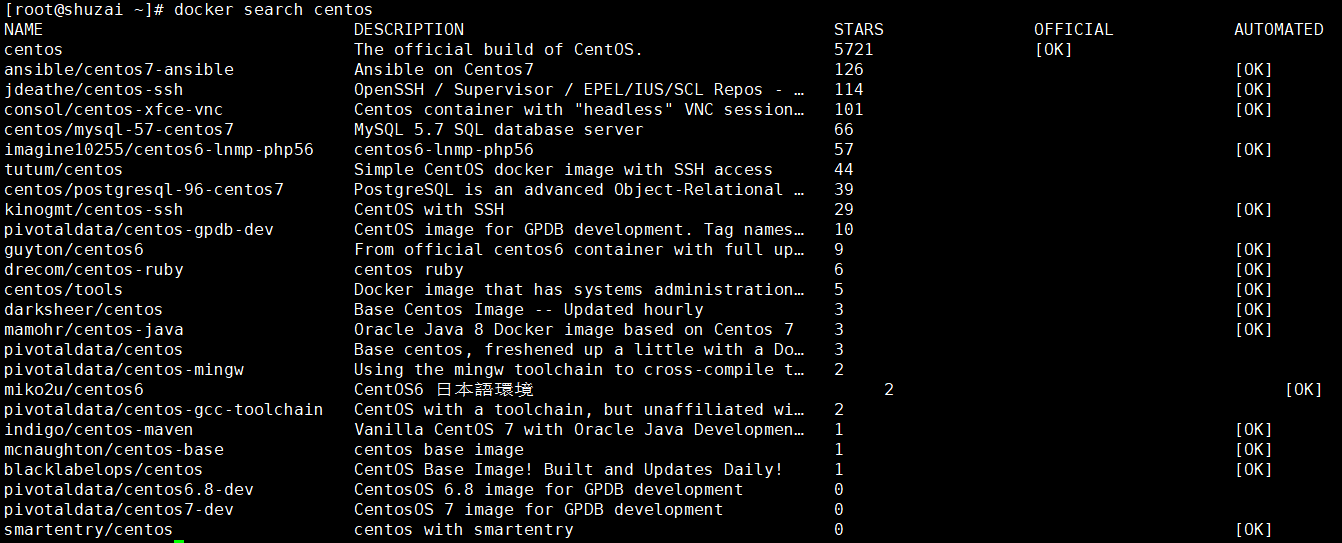 [root@shuzai ~]# docker search centos
NAME DESCRIPTION STARS OFFICIAL AUTOMATED
centos The official build of CentOS. 5721 [OK]
ansible/centos7-ansible Ansible on Centos7 126 [OK]
jdeathe/centos-ssh OpenSSH / Supervisor / EPEL/IUS/SCL Repos - … 114 [OK]
consol/centos-xfce-vnc Centos container with "headless" VNC session… 101 [OK]
centos/mysql-57-centos7 MySQL 5.7 SQL database server 66
imagine10255/centos6-lnmp-php56 centos6-lnmp-php56 57 [OK]
tutum/centos Simple CentOS docker image with SSH access 44
centos/postgresql-96-centos7 PostgreSQL is an advanced Object-Relational … 39
kinogmt/centos-ssh CentOS with SSH 29 [OK]
pivotaldata/centos-gpdb-dev CentOS image for GPDB development. Tag names… 10
guyton/centos6 From official centos6 container with full up… 9 [OK]
drecom/centos-ruby centos ruby 6 [OK]
centos/tools Docker image that has systems administration… 5 [OK]
darksheer/centos Base Centos Image -- Updated hourly 3 [OK]
mamohr/centos-java Oracle Java 8 Docker image based on Centos 7 3 [OK]
pivotaldata/centos Base centos, freshened up a little with a Do… 3
pivotaldata/centos-mingw Using the mingw toolchain to cross-compile t… 2
miko2u/centos6 CentOS6 日本語環境 2 [OK]
pivotaldata/centos-gcc-toolchain CentOS with a toolchain, but unaffiliated wi… 2
indigo/centos-maven Vanilla CentOS 7 with Oracle Java Developmen… 1 [OK]
mcnaughton/centos-base centos base image 1 [OK]
blacklabelops/centos CentOS Base Image! Built and Updates Daily! 1 [OK]
pivotaldata/centos6.8-dev CentosOS 6.8 image for GPDB development 0
pivotaldata/centos7-dev CentosOS 7 image for GPDB development 0
smartentry/centos centos with smartentry 0 [OK]